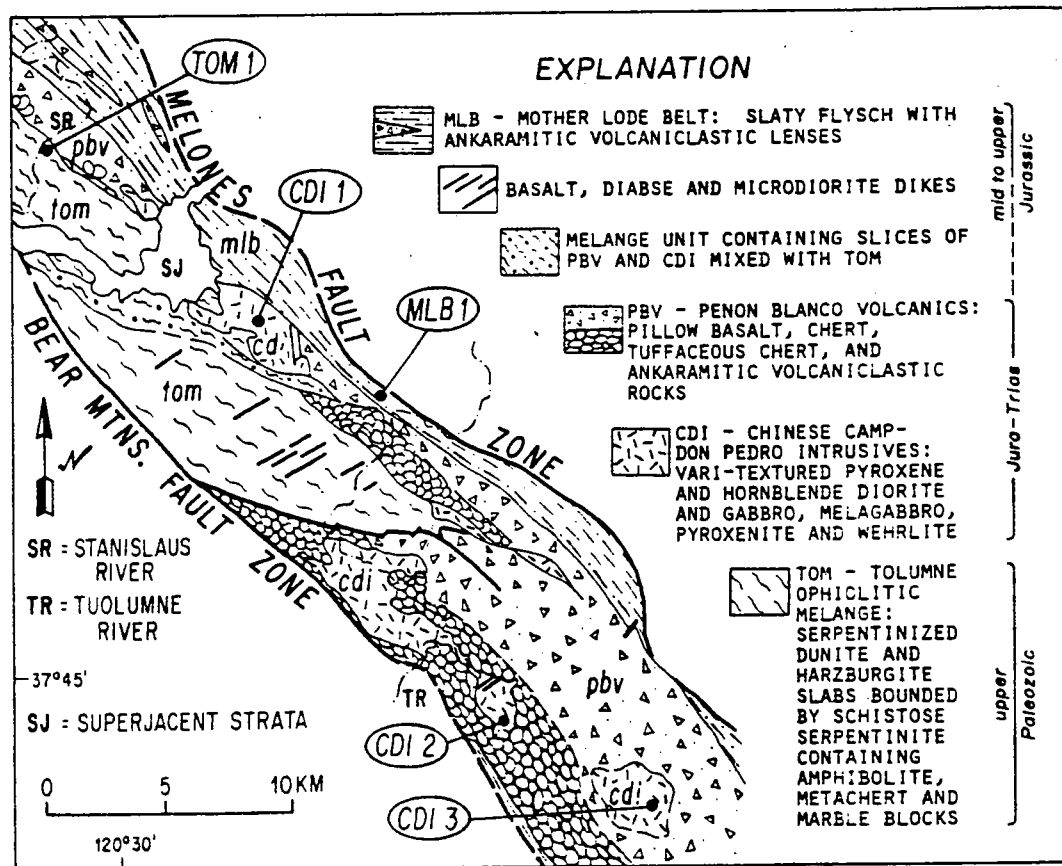 EXPLANATION
MLB - MOTHER LODE BELT: SLATY FLYSCH WITH
ANKARAMITIC VOLCANICLASTIC LENSES
BASALT, DIABSE AND MICRODIORITE DIKES
MELANGE UNIT CONTAINING SLICES OF
PBV AND CDI MIXED WITH TOM
PBV - PENON BLANCO VOLCANICS:
PILLOW BASALT, CHERT,
TUFFACEOUS CHERT, AND
ANKARAMITIC VOLCANICLASTIC
ROCKS
CDI - CHINESE CAMP-
DON PEDRO INTRUSIVES:
VARI-TEXTURED PYROXENE
AND HORNBLENDE DIORITE
AND GABBRO, MELAGABBRO,
PYROXENITE AND WEHRLITE
TOM - TOLUMNE
OPHICLITIC
MELANGE:
SERPENTINIZED
DUNITE AND
HARZBURGITE
SLABS BOUNDED
BY SCHISTOSE
SERPENTINITE
CONTAINING
AMPHIBOLITE,
METACHERT AND
MARBLE BLOCKS
mid to upper
Jurassic
Jura-Trias
upper
Paleozoic
TOM 1
SR
pbv
tom
MELONES
FAULT
ZONE
CDI 1
mlb
SJ
cdi
MLB 1
tom
BEAR MTNS. FAULT ZONE
cdi
TR
pbv
CDI 2
cdi
CDI 3
N
SR = STANISLAUS
RIVER
TR = TUOLUMNE
RIVER
37°45'
SJ = SUPERJACENT STRATA
0 5 10 KM
120°30'